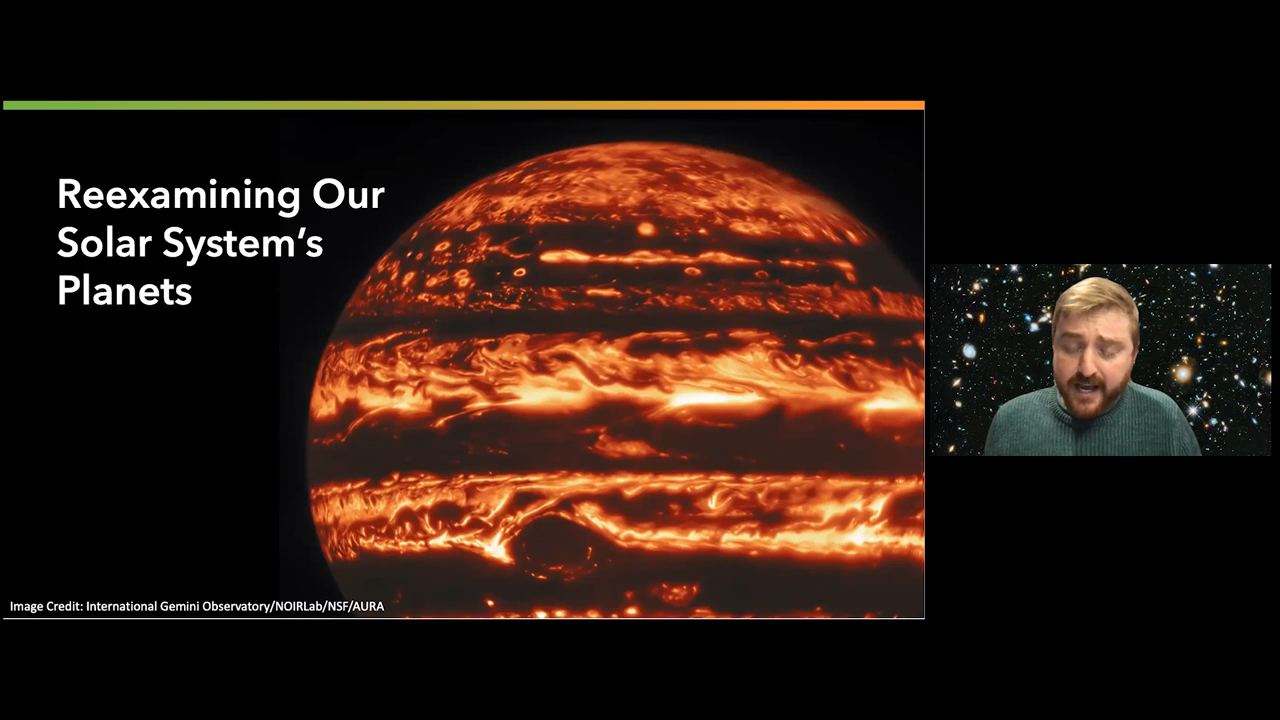 Reexamining Our
Solar System’s
Planets
Image Credit: International Gemini Observatory/NOIRLab/NSF/AURA